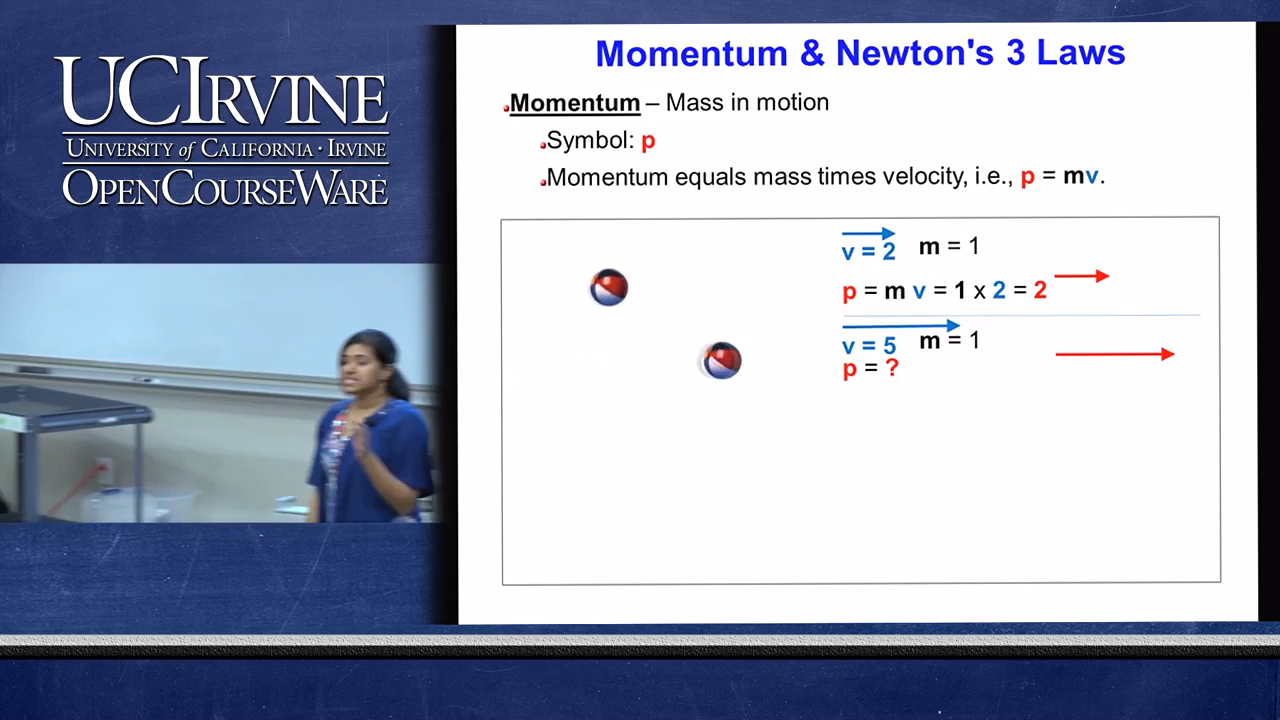 UCIRVINE
UNIVERSITY of CALIFORNIA · IRVINE
OPENCOURSEWARE
Momentum & Newton's 3 Laws
Momentum – Mass in motion
Symbol: p
Momentum equals mass times velocity, i.e., p = mv.
v = 2 m = 1
p = m v = 1 x 2 = 2
v = 5 m = 1
p = ?